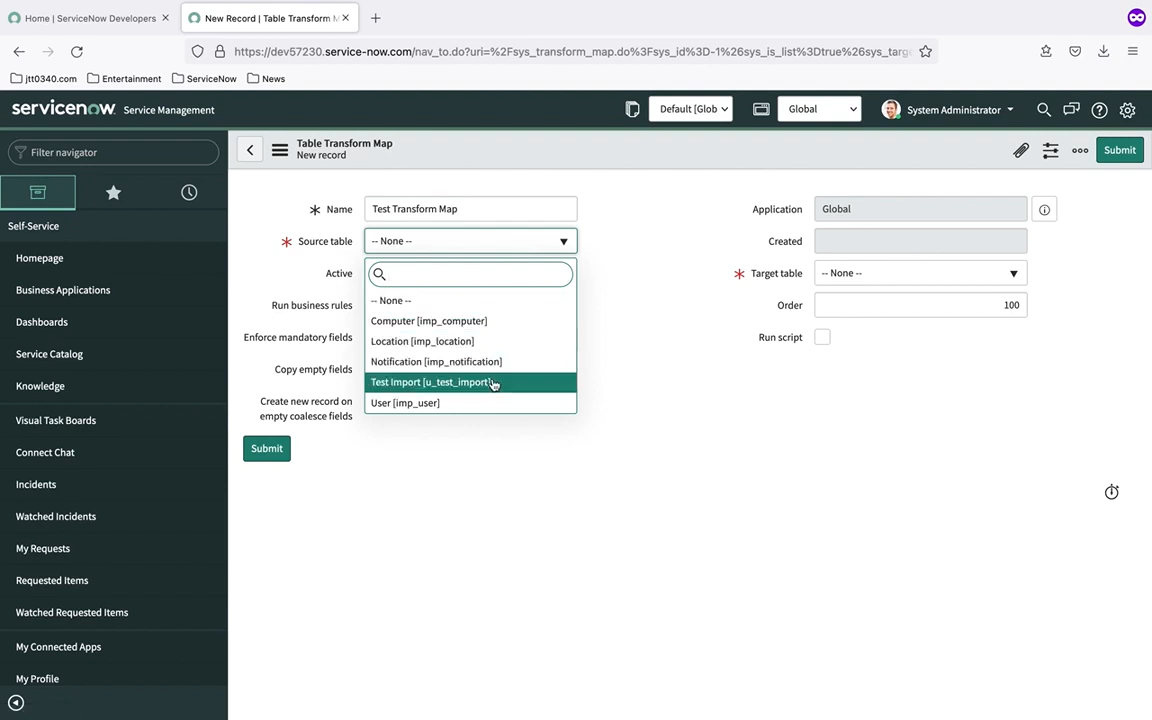 Home | ServiceNow Developers
New Record | Table Transform M
https://dev57230.service-now.com/nav_to.do?uri=%2Fsys_transform_map.do%3Fsys_id%3D-1%26sys_is_list%3Dtrue%26sys_targe
jtt0340.com
Entertainment
ServiceNow
News
servicenow Service Management
Default [Glob
Global
System Administrator
Filter navigator
Table Transform Map
New record
Submit
Self-Service
Homepage
Business Applications
Dashboards
Service Catalog
Knowledge
Visual Task Boards
Connect Chat
Incidents
Watched Incidents
My Requests
Requested Items
Watched Requested Items
My Connected Apps
My Profile
Name
Test Transform Map
Source table
-- None --
Active
-- None --
Computer [imp_computer]
Location [imp_location]
Notification [imp_notification]
Test Import [u_test_import]
User [imp_user]
Run business rules
Enforce mandatory fields
Copy empty fields
Create new record on
empty coalesce fields
Submit
Application
Global
Created
Target table
-- None --
Order
100
Run script